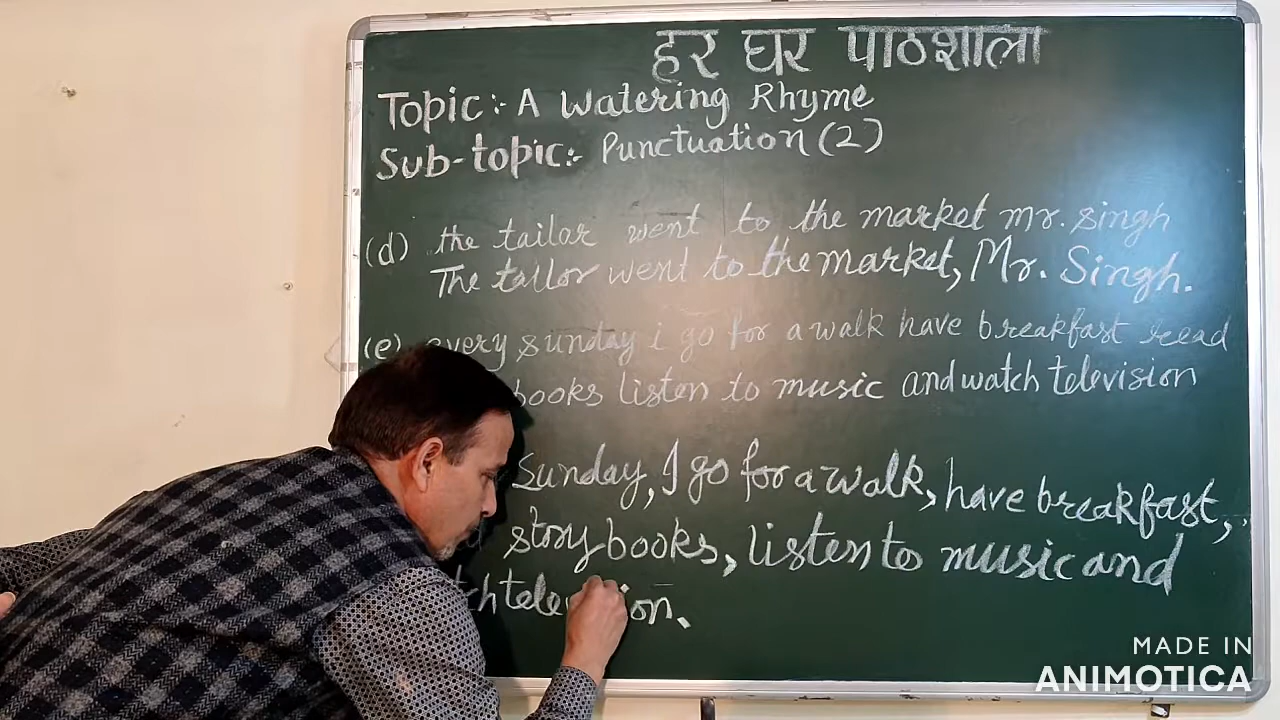 हर घर पाठशाला
Topic:- A Watering Rhyme
Sub-topic:- Punctuation (2)
(d) the tailor went to the market mr. singh
The tailor went to the market, Mr. Singh.
(e) every sunday i go for a walk have breakfast read
books listen to music and watch television
Sunday, I go for a walk, have breakfast,
story books, listen to music and
television.
MADE IN
ANIMOTICA